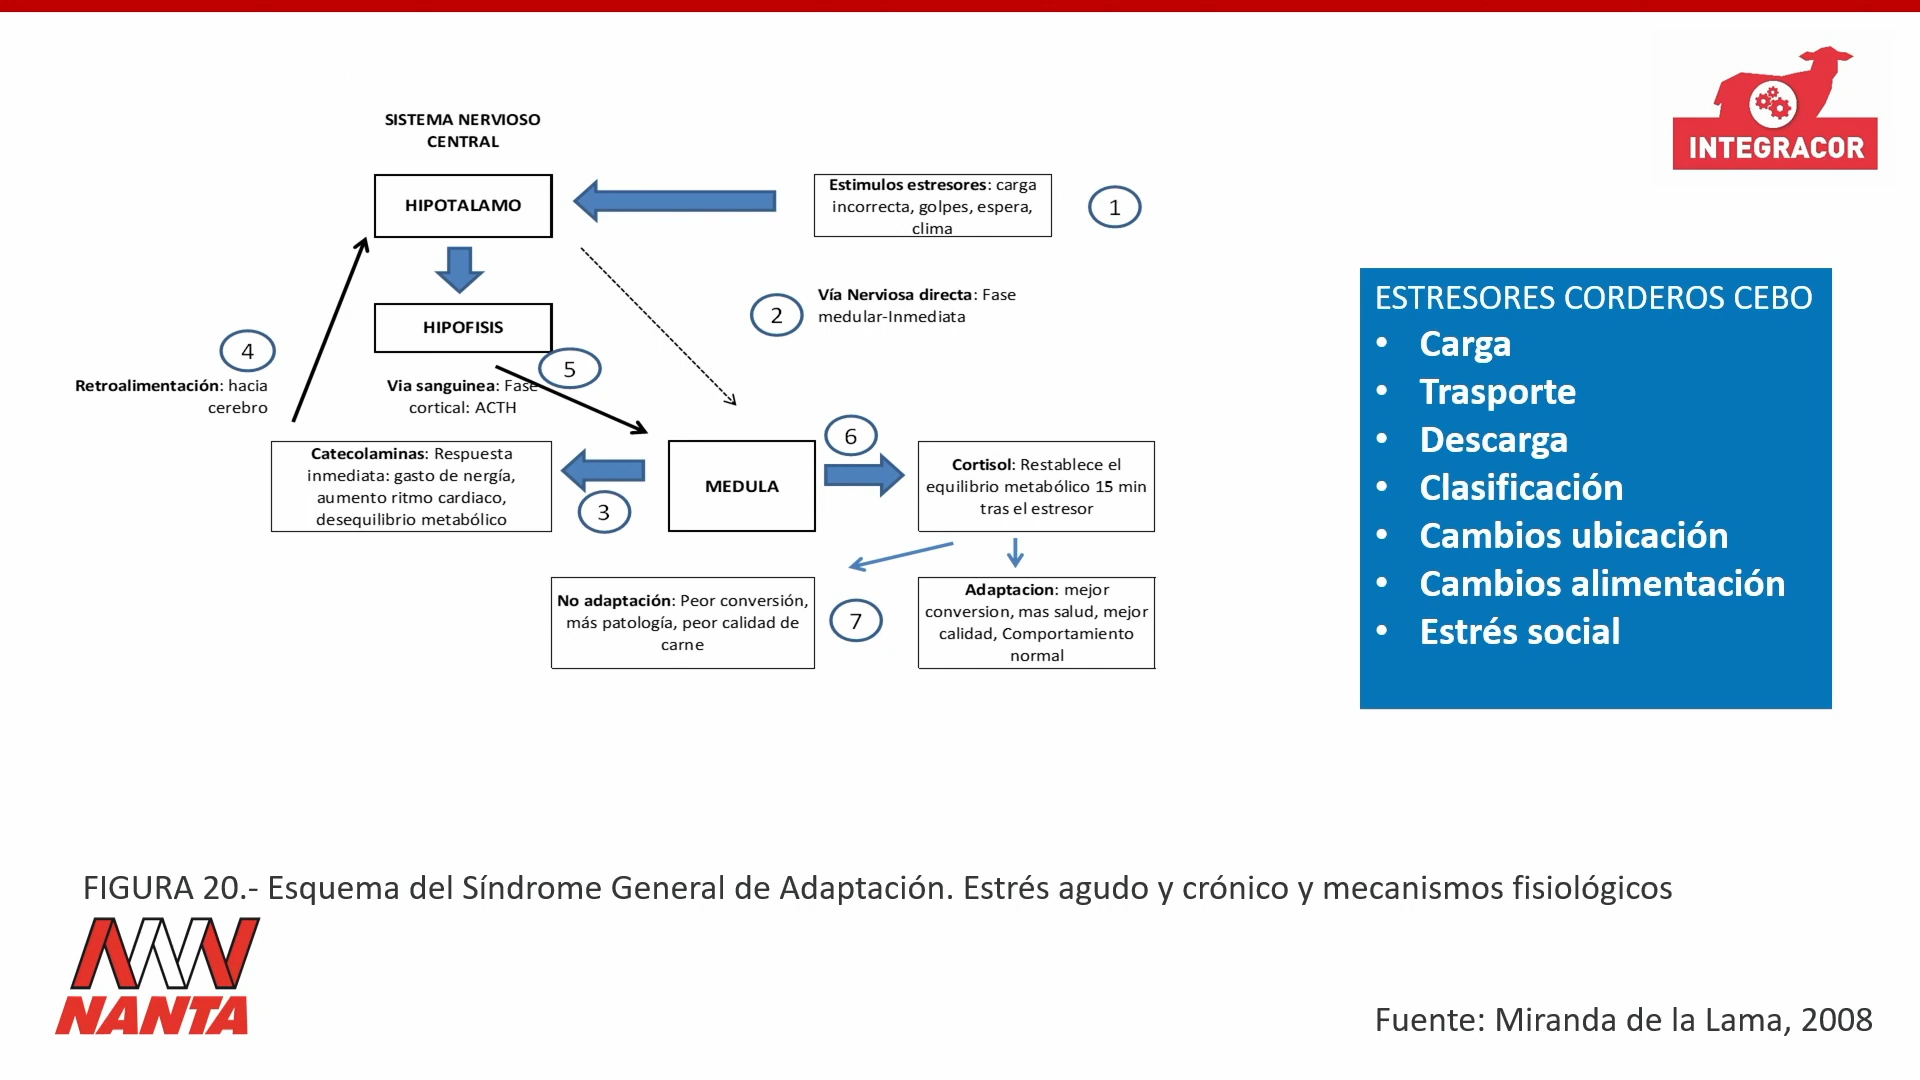 INTEGRACOR
SISTEMA NERVIOSO
CENTRAL
HIPOTALAMO
Estimulos estresores: carga
incorrecta, golpes, espera,
clima
1
HIPOFISIS
2
Vía Nerviosa directa: Fase
medular-Inmediata
4
Retroalimentación: hacia
cerebro
5
Via sanguinea: Fase
cortical: ACTH
Catecolaminas: Respuesta
inmediata: gasto de nergía,
aumento ritmo cardiaco,
desequilibrio metabólico
3
MEDULA
6
Cortisol: Restablece el
equilibrio metabólico 15 min
tras el estresor
No adaptación: Peor conversión,
más patología, peor calidad de
carne
7
Adaptacion: mejor
conversion, mas salud, mejor
calidad, Comportamiento
normal
ESTRESORES CORDEROS CEBO
• Carga
• Trasporte
• Descarga
• Clasificación
• Cambios ubicación
• Cambios alimentación
• Estrés social
FIGURA 20.- Esquema del Síndrome General de Adaptación. Estrés agudo y crónico y mecanismos fisiológicos
NANTA
Fuente: Miranda de la Lama, 2008